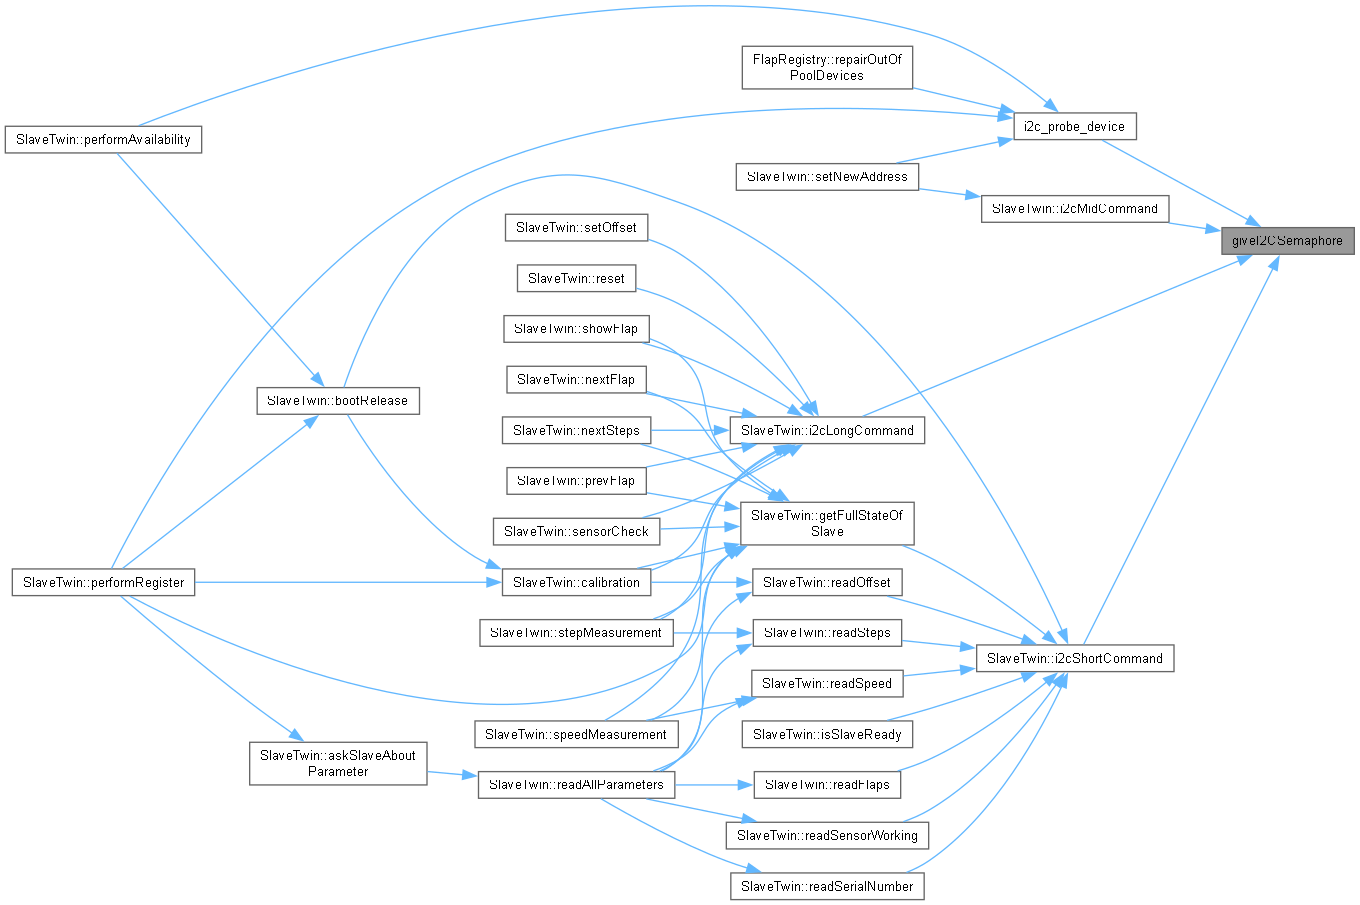 FlapRegistry::repairOutOf
PoolDevices
i2c_probe_device
SlaveTwin::performAvailability
SlaveTwin::setNewAddress
SlaveTwin::i2cMidCommand
SlaveTwin::setOffset
giveI2CSemaphore
SlaveTwin::reset
SlaveTwin::showFlap
SlaveTwin::nextFlap
SlaveTwin::bootRelease
SlaveTwin::nextSteps
SlaveTwin::i2cLongCommand
SlaveTwin::prevFlap
SlaveTwin::getFullStateOf
Slave
SlaveTwin::sensorCheck
SlaveTwin::performRegister
SlaveTwin::calibration
SlaveTwin::readOffset
SlaveTwin::stepMeasurement
SlaveTwin::readSteps
SlaveTwin::i2cShortCommand
SlaveTwin::readSpeed
SlaveTwin::speedMeasurement
SlaveTwin::isSlaveReady
SlaveTwin::askSlaveAbout
Parameter
SlaveTwin::readAllParameters
SlaveTwin::readFlaps
SlaveTwin::readSensorWorking
SlaveTwin::readSerialNumber